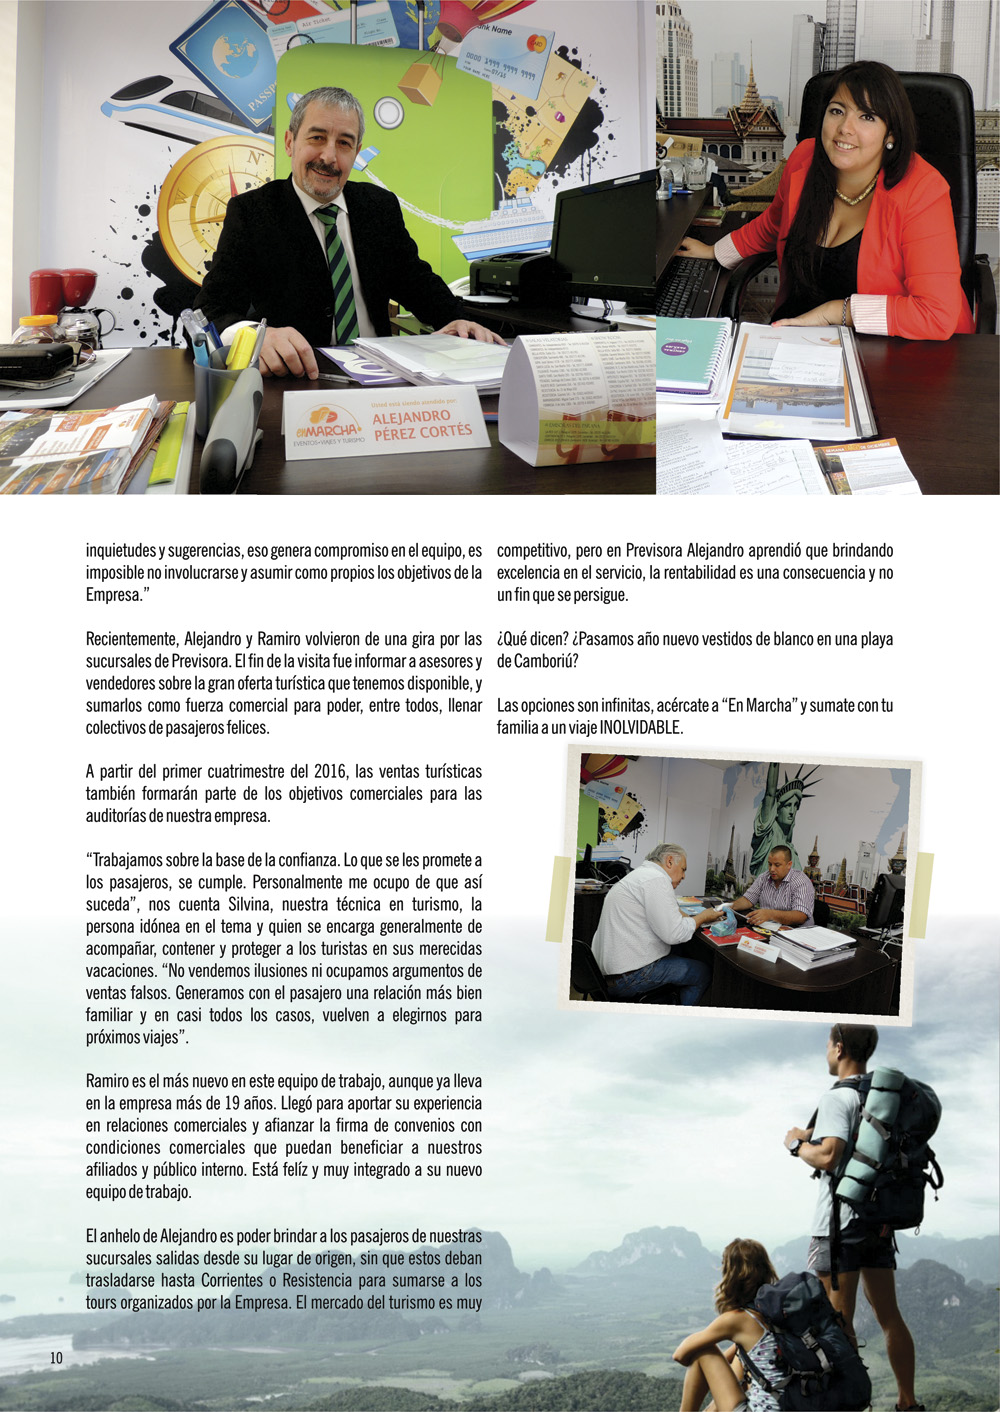 Air Ticket
Bank Name
0000 1999 9999 9999
PASSP
N
Usted esta siendo atendido por:
ALEJANDRO
PÉREZ CORTÉS
enMARCHA
EVENTOS•VIAJES Y TURISMO
inquietudes y sugerencias, eso genera compromiso en el equipo, es
imposible no involucrarse y asumir como propios los objetivos de la
Empresa.”
Recientemente, Alejandro y Ramiro volvieron de una gira por las
sucursales de Previsora. El fin de la visita fue informar a asesores y
vendedores sobre la gran oferta turística que tenemos disponible, y
sumarlos como fuerza comercial para poder, entre todos, llenar
colectivos de pasajeros felices.
A partir del primer cuatrimestre del 2016, las ventas turísticas
también formarán parte de los objetivos comerciales para las
auditorías de nuestra empresa.
“Trabajamos sobre la base de la confianza. Lo que se les promete a
los pasajeros, se cumple. Personalmente me ocupo de que así
suceda”, nos cuenta Silvina, nuestra técnica en turismo, la
persona idónea en el tema y quien se encarga generalmente de
acompañar, contener y proteger a los turistas en sus merecidas
vacaciones. “No vendemos ilusiones ni ocupamos argumentos de
ventas falsos. Generamos con el pasajero una relación más bien
familiar y en casi todos los casos, vuelven a elegirnos para
próximos viajes”.
Ramiro es el más nuevo en este equipo de trabajo, aunque ya lleva
en la empresa más de 19 años. Llegó para aportar su experiencia
en relaciones comerciales y afianzar la firma de convenios con
condiciones comerciales que puedan beneficiar a nuestros
afiliados y público interno. Está felíz y muy integrado a su nuevo
equipo de trabajo.
El anhelo de Alejandro es poder brindar a los pasajeros de nuestras
sucursales salidas desde su lugar de origen, sin que estos deban
trasladarse hasta Corrientes o Resistencia para sumarse a los
tours organizados por la Empresa. El mercado del turismo es muy
competitivo, pero en Previsora Alejandro aprendió que brindando
excelencia en el servicio, la rentabilidad es una consecuencia y no
un fin que se persigue.
¿Qué dicen? ¿Pasamos año nuevo vestidos de blanco en una playa
de Camboriú?
Las opciones son infinitas, acércate a “En Marcha” y sumate con tu
familia a un viaje INOLVIDABLE.
10